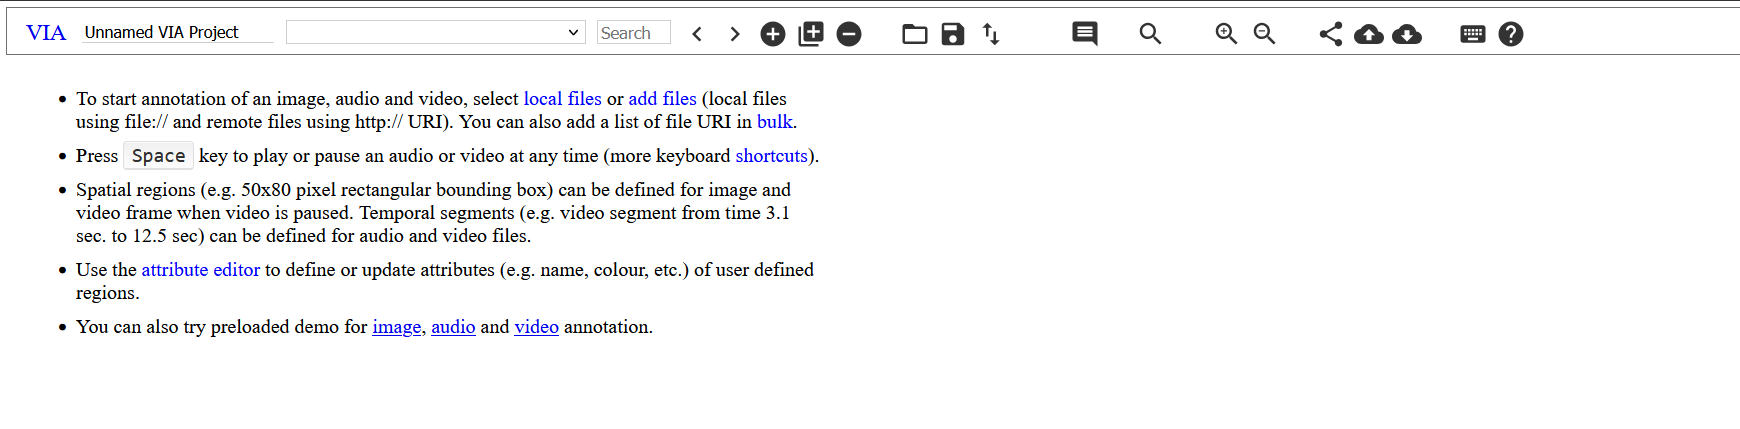 VIA Unnamed VIA Project Search
To start annotation of an image, audio and video, select local files or add files (local files
using file:// and remote files using http:// URI). You can also add a list of file URI in bulk.
Press Space key to play or pause an audio or video at any time (more keyboard shortcuts).
Spatial regions (e.g. 50x80 pixel rectangular bounding box) can be defined for image and
video frame when video is paused. Temporal segments (e.g. video segment from time 3.1
sec. to 12.5 sec) can be defined for audio and video files.
Use the attribute editor to define or update attributes (e.g. name, colour, etc.) of user defined
regions.
You can also try preloaded demo for image, audio and video annotation.